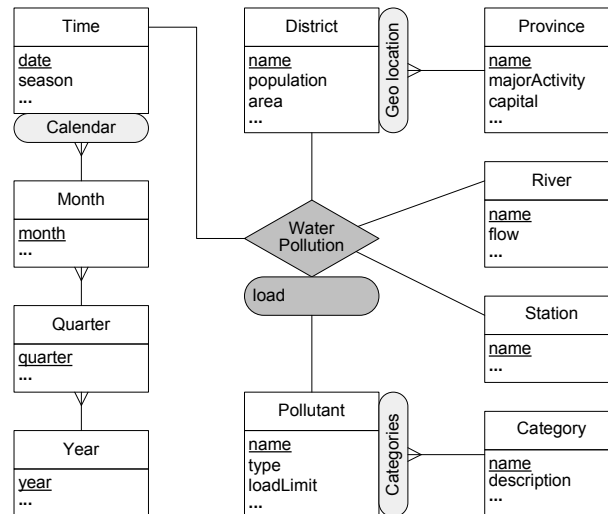 Time
date
season
...
Calendar
Month
month
...
Quarter
quarter
...
Year
year
...
District
name
population
area
...
Geo location
Province
name
majorActivity
capital
...
Water
Pollution
load
River
name
flow
...
Station
name
...
Pollutant
name
type
loadLimit
...
Categories
Category
name
description
...